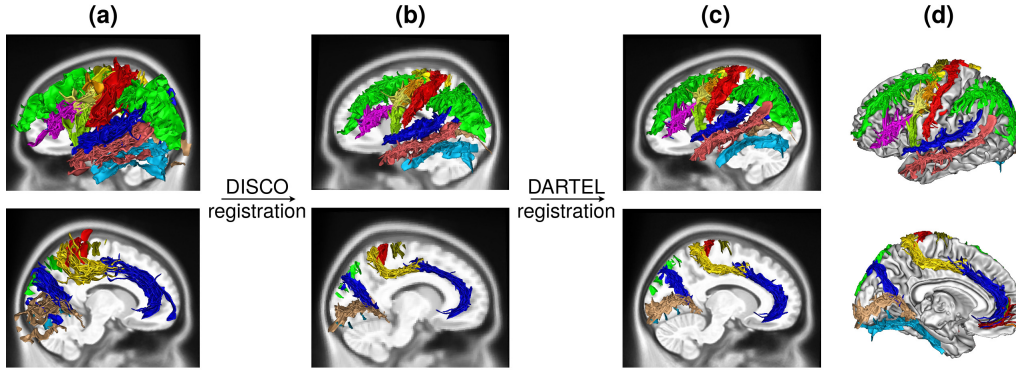 (a)
(b)
(c)
(d)
DISCO
registration
DARTEL
registration